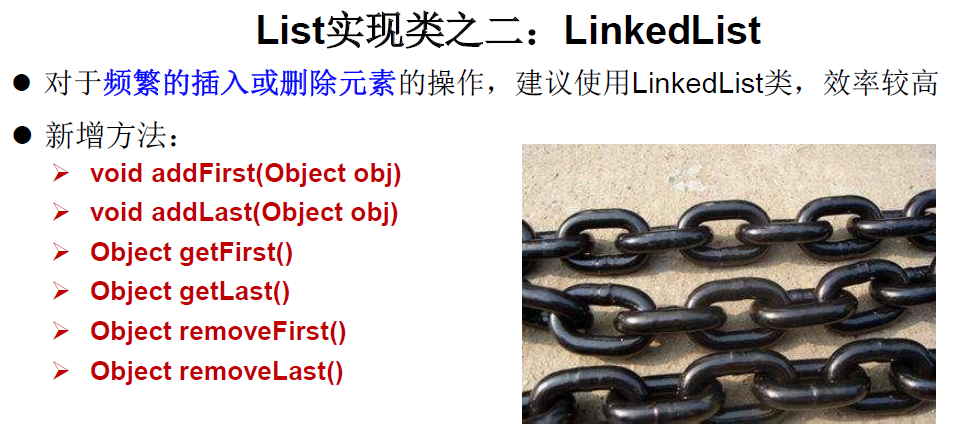 List实现类之二：LinkedList
● 对于频繁的插入或删除元素的操作，建议使用LinkedList类，效率较高
● 新增方法：
➢ void addFirst(Object obj)
➢ void addLast(Object obj)
➢ Object getFirst()
➢ Object getLast()
➢ Object removeFirst()
➢ Object removeLast()